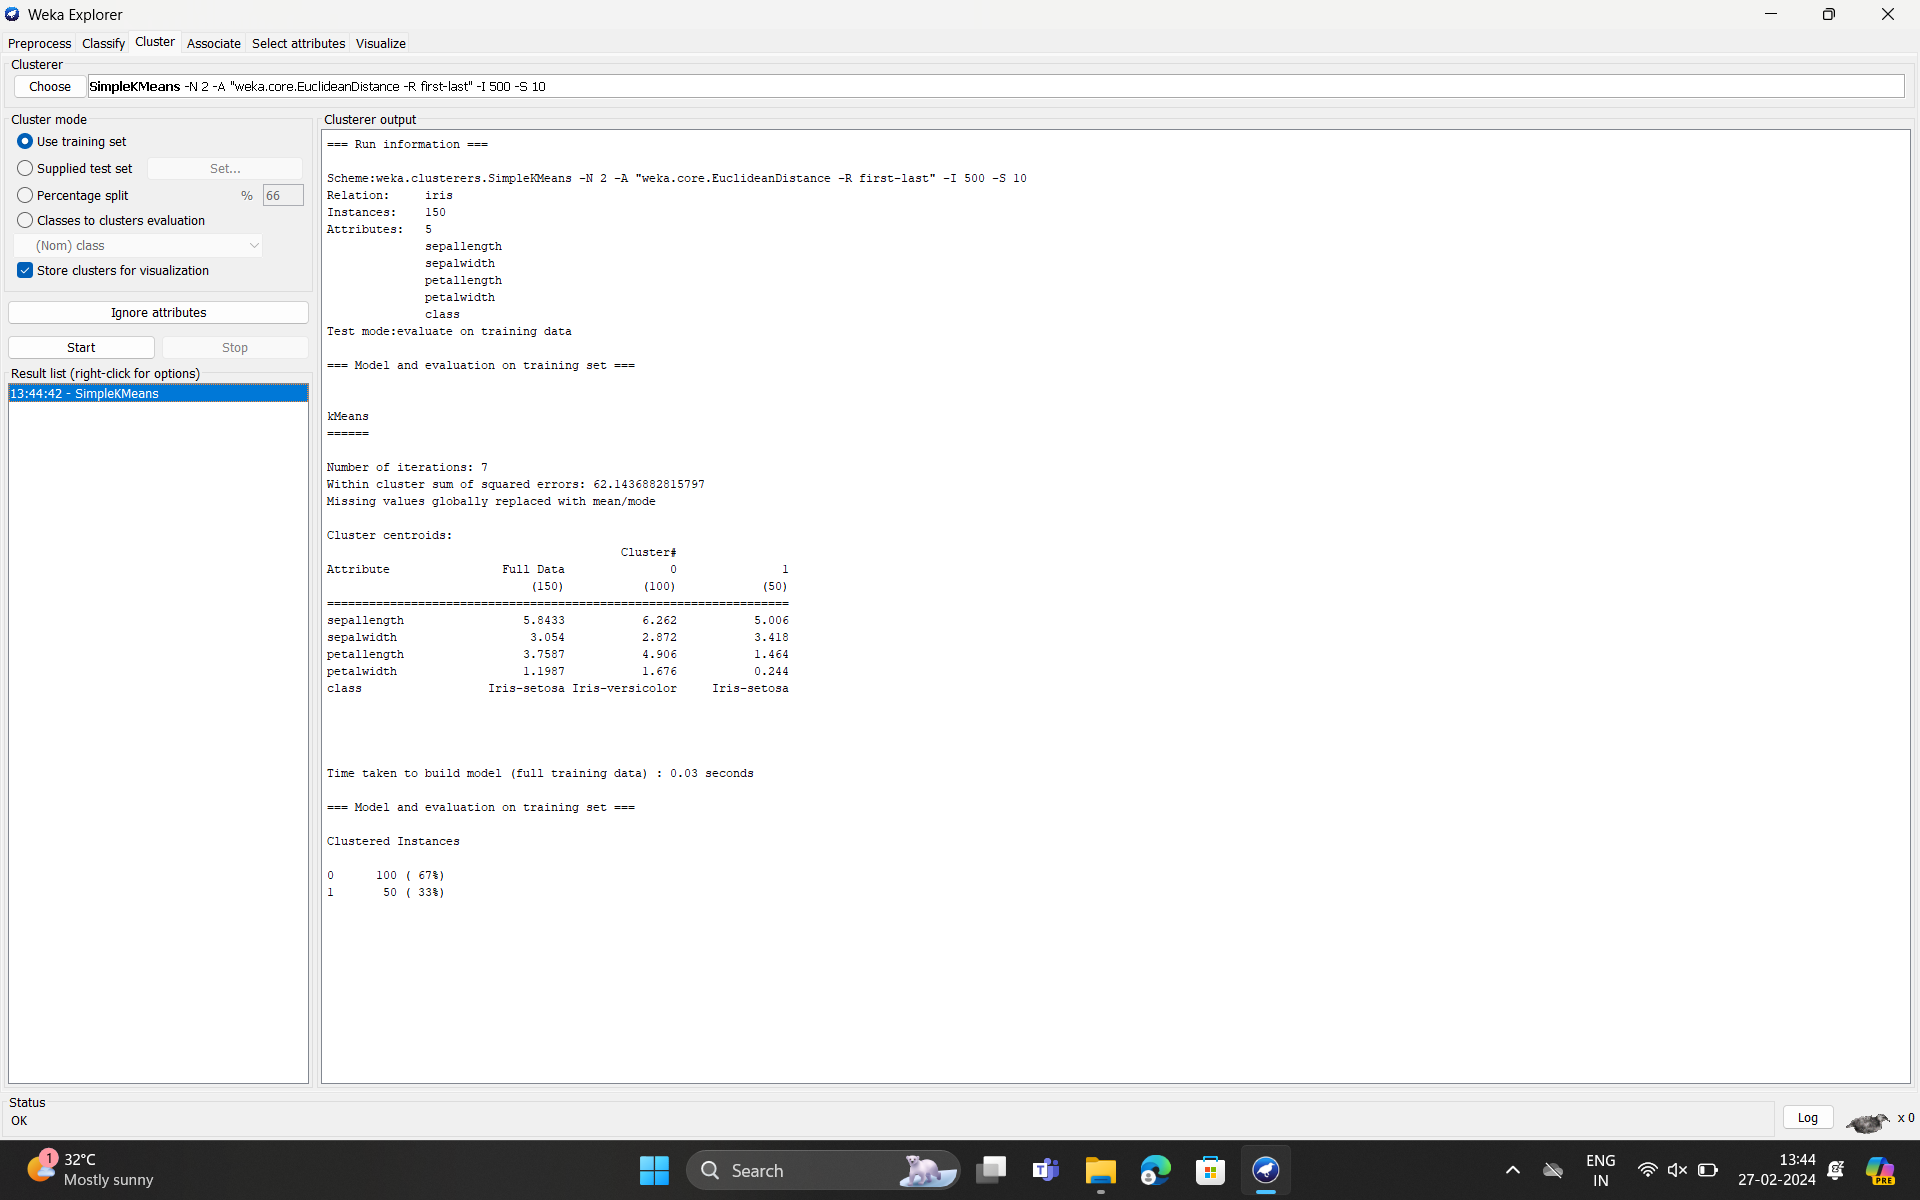 Weka Explorer
Preprocess Classify Cluster Associate Select attributes Visualize
Clusterer
Choose SimpleKMeans -N 2 -A "weka.core.EuclideanDistance -R first-last" -I 500 -S 10
Cluster mode
Use training set
Supplied test set Set...
Percentage split % 66
Classes to clusters evaluation
(Nom) class
Store clusters for visualization
Ignore attributes
Start Stop
Result list (right-click for options)
13:44:42 - SimpleKMeans
Clusterer output
=== Run information ===
Scheme:weka.clusterers.SimpleKMeans -N 2 -A "weka.core.EuclideanDistance -R first-last" -I 500 -S 10
Relation: iris
Instances: 150
Attributes: 5
sepallength
sepalwidth
petallength
petalwidth
class
Test mode:evaluate on training data
=== Model and evaluation on training set ===
kMeans
======
Number of iterations: 7
Within cluster sum of squared errors: 62.1436882815797
Missing values globally replaced with mean/mode
Cluster centroids:
Cluster#
Attribute Full Data 0 1
(150) (100) (50)
==================================================================
sepallength 5.8433 6.262 5.006
sepalwidth 3.054 2.872 3.418
petallength 3.7587 4.906 1.464
petalwidth 1.1987 1.676 0.244
class Iris-setosa Iris-versicolor Iris-setosa
Time taken to build model (full training data) : 0.03 seconds
=== Model and evaluation on training set ===
Clustered Instances
0 100 ( 67%)
1 50 ( 33%)
Status
OK
Log x 0
1 32°C
Mostly sunny
Search
ENG
IN
13:44
27-02-2024
PRE